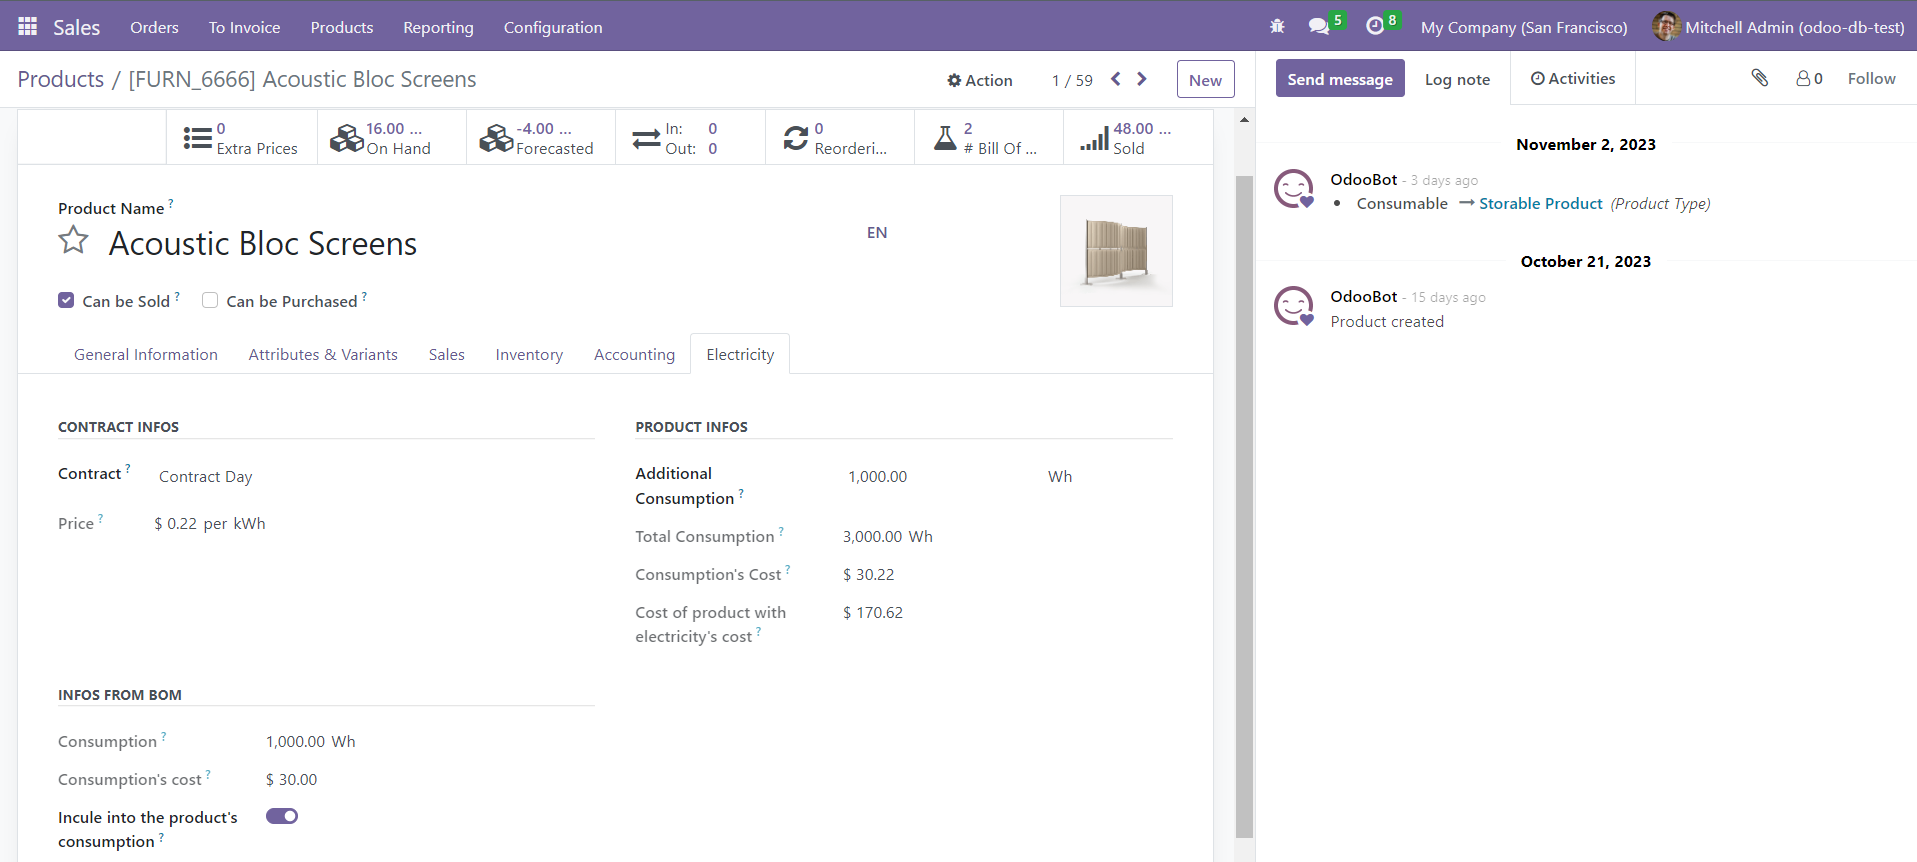 Sales Orders To Invoice Products Reporting Configuration 5 8 My Company (San Francisco) Mitchell Admin (odoo-db-test)
Products / [FURN_6666] Acoustic Bloc Screens Action 1 / 59 New
Send message Log note Activities 0 Follow
0 Extra Prices
16.00 ... On Hand
-4.00 ... Forecasted
In: 0
Out: 0
0 Reorderi...
2 # Bill Of ...
48.00 ... Sold
Product Name ?
Acoustic Bloc Screens EN
Can be Sold ? Can be Purchased ?
General Information Attributes & Variants Sales Inventory Accounting Electricity
CONTRACT INFOS
Contract ? Contract Day
Price ? $ 0.22 per kWh
PRODUCT INFOS
Additional
Consumption ? 1,000.00 Wh
Total Consumption ? 3,000.00 Wh
Consumption's Cost ? $ 30.22
Cost of product with
electricity's cost ? $ 170.62
INFOS FROM BOM
Consumption ? 1,000.00 Wh
Consumption's cost ? $ 30.00
Incule into the product's
consumption ?
November 2, 2023
OdooBot - 3 days ago
• Consumable → Storable Product (Product Type)
October 21, 2023
OdooBot - 15 days ago
Product created